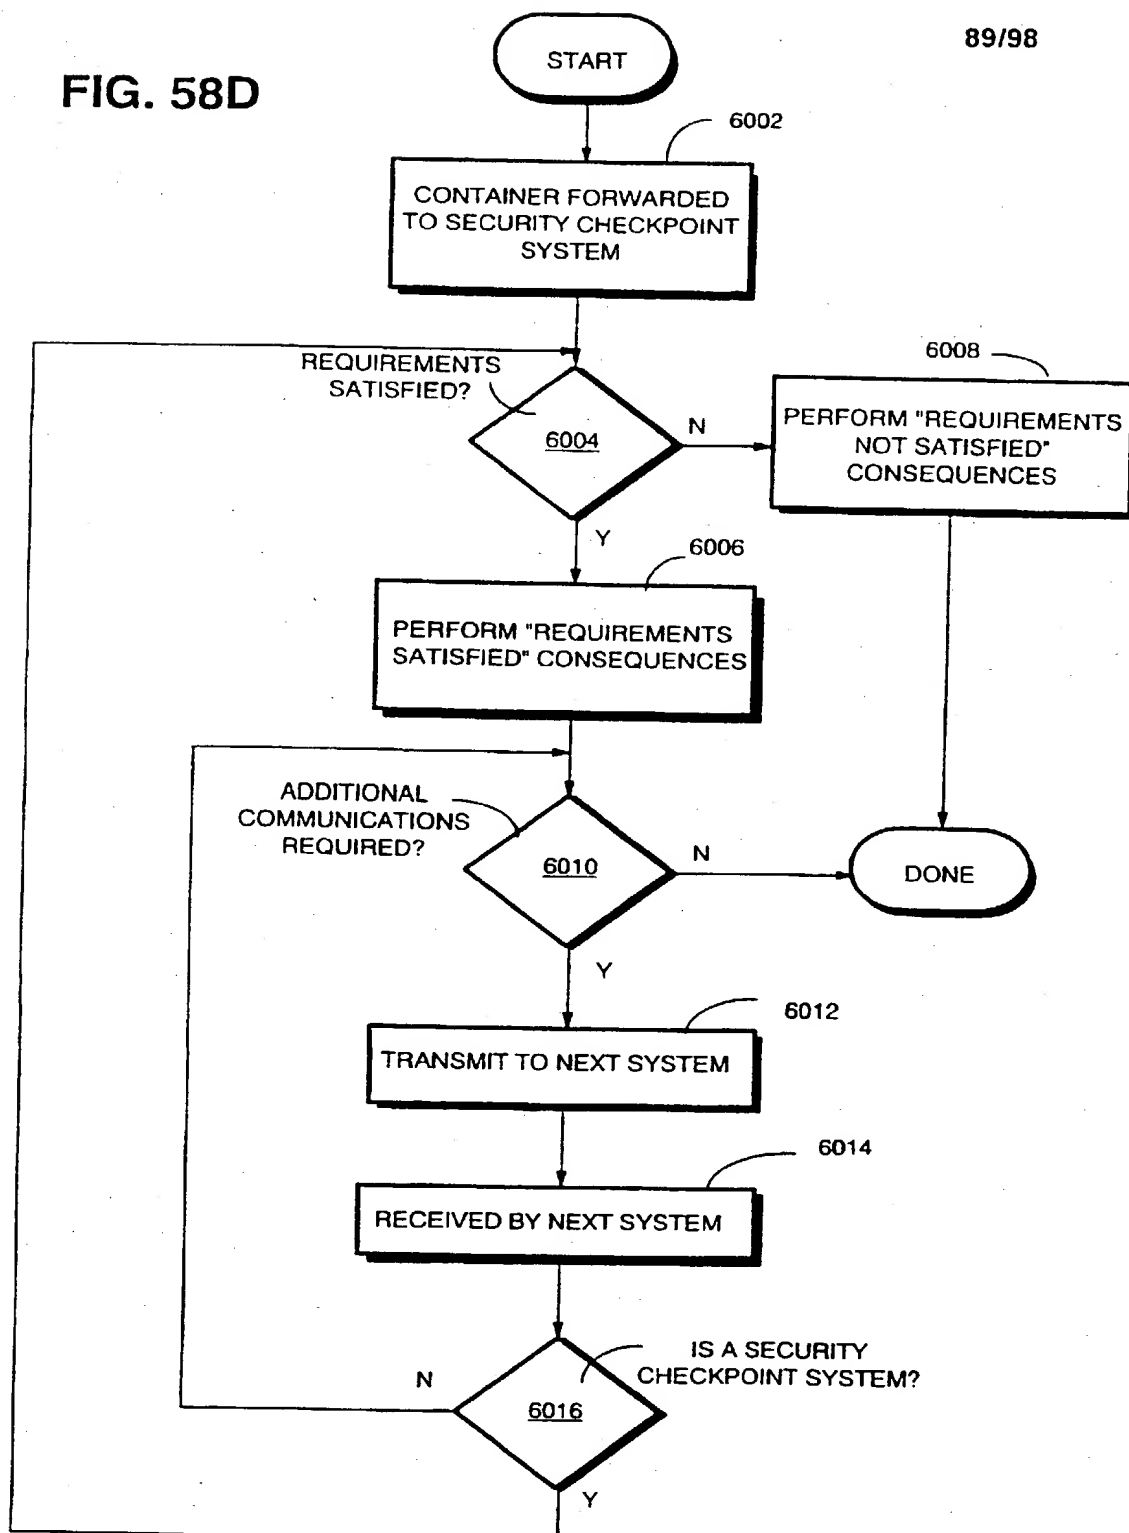 89/98
FIG. 58D
START
6002
CONTAINER FORWARDED
TO SECURITY CHECKPOINT
SYSTEM
REQUIREMENTS
SATISFIED?
6004
N
Y
6008
PERFORM "REQUIREMENTS
NOT SATISFIED"
CONSEQUENCES
6006
PERFORM "REQUIREMENTS
SATISFIED" CONSEQUENCES
ADDITIONAL
COMMUNICATIONS
REQUIRED?
6010
N
Y
DONE
6012
TRANSMIT TO NEXT SYSTEM
6014
RECEIVED BY NEXT SYSTEM
IS A SECURITY
CHECKPOINT SYSTEM?
6016
N
Y